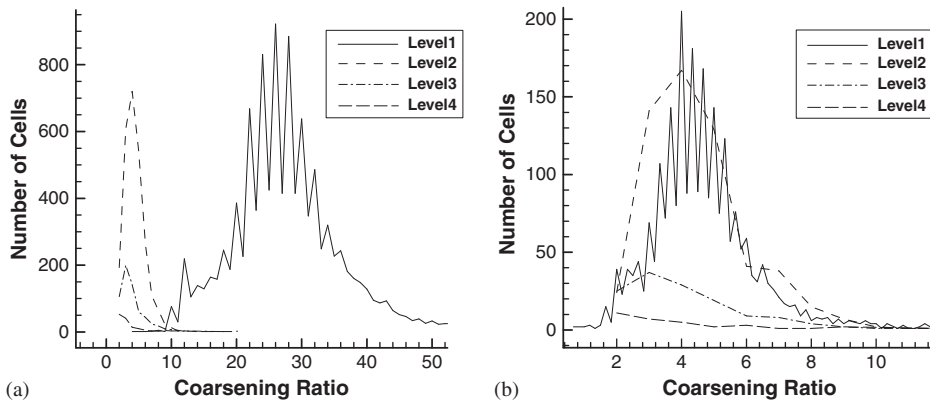 Level1
Level2
Level3
Level4
800
600
400
200
0
Number of Cells
0 10 20 30 40 50
Coarsening Ratio
(a)
Level1
Level2
Level3
Level4
200
150
100
50
0
Number of Cells
2 4 6 8 10
Coarsening Ratio
(b)